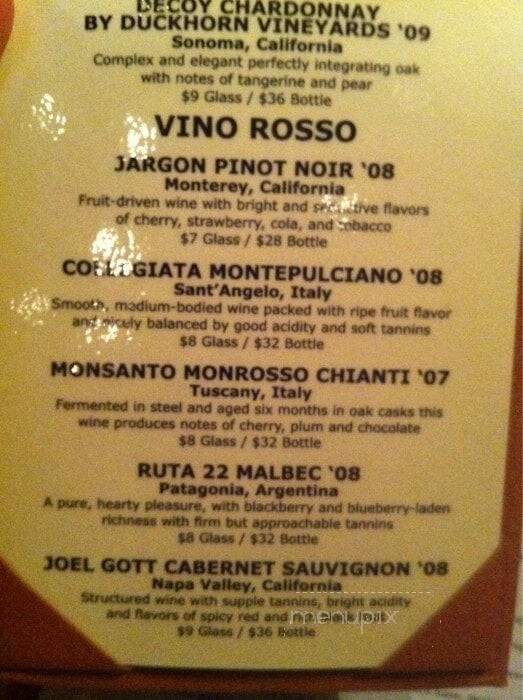 DECOY CHARDONNAY
BY DUCKHORN VINEYARDS '09
Sonoma, California
Complex and elegant perfectly integrating oak
with notes of tangerine and pear
$9 Glass / $36 Bottle
VINO ROSSO
JARGON PINOT NOIR '08
Monterey, California
Fruit-driven wine with bright and seductive flavors
of cherry, strawberry, cola, and tobacco
$7 Glass / $28 Bottle
COLLEGIATA MONTEPULCIANO '08
Sant'Angelo, Italy
Smooth, medium-bodied wine packed with ripe fruit flavor
and nicely balanced by good acidity and soft tannins
$8 Glass / $32 Bottle
MONSANTO MONROSSO CHIANTI '07
Tuscany, Italy
Fermented in steel and aged six months in oak casks this
wine produces notes of cherry, plum and chocolate
$8 Glass / $32 Bottle
RUTA 22 MALBEC '08
Patagonia, Argentina
A pure, hearty pleasure, with blackberry and blueberry-laden
richness with firm but approachable tannins
$8 Glass / $32 Bottle
JOEL GOTT CABERNET SAUVIGNON '08
Napa Valley, California
Structured wine with supple tannins, bright acidity
and flavors of spicy red and
menupix
$9 Glass / $36 Bottle